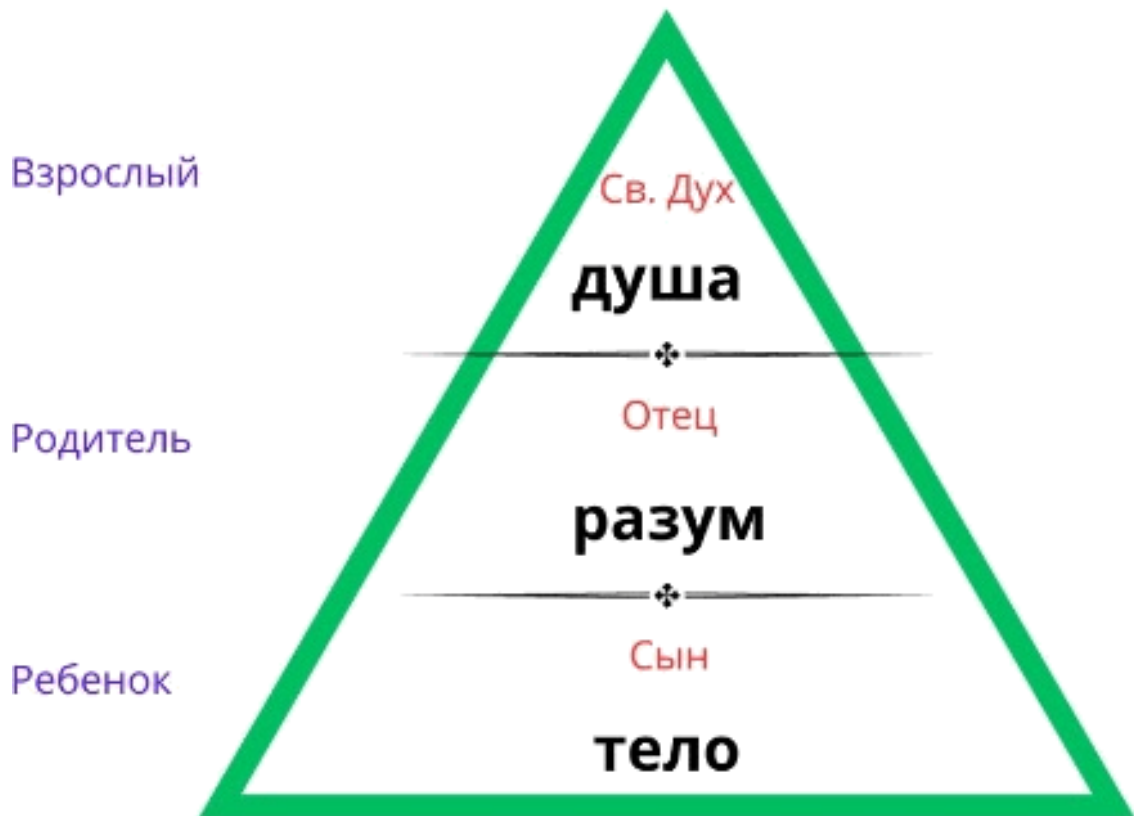 Взрослый
Св. Дух
душа
Родитель
Отец
разум
Ребенок
Сын
тело